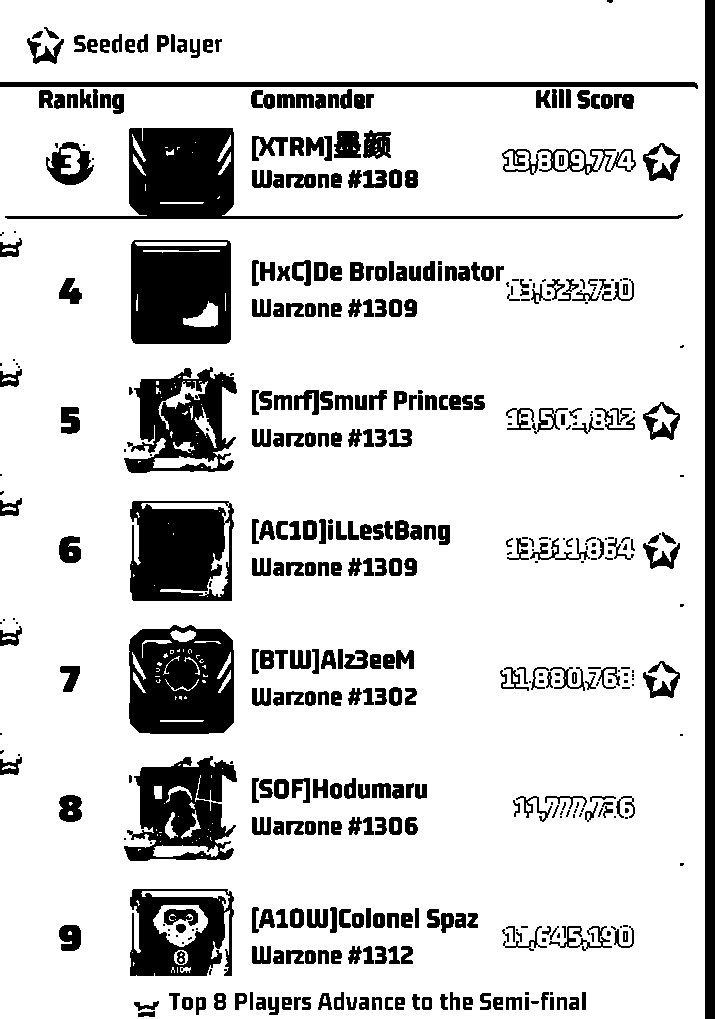 Seeded Player
Ranking Commander Kill Score
3 [XTRM]墨颜 13,809,774
Warzone #1308
4 [HxC]De Brolaudinator 13,622,730
Warzone #1309
5 [Smrf]Smurf Princess 13,501,812
Warzone #1313
6 [AC1D]iLLestBang 13,311,864
Warzone #1309
7 [BTW]Alz3eeM 11,880,768
Warzone #1302
8 [SOF]Hodumaru 11,777,736
Warzone #1306
9 [A10W]Colonel Spaz 11,645,190
Warzone #1312
8
A10W
Top 8 Players Advance to the Semi-final